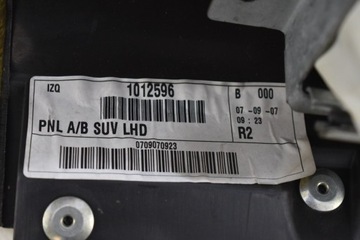 IZQ 1012596 B 000
07-09-07
09:23
PNL A/B SUV LHD R2
0709070923